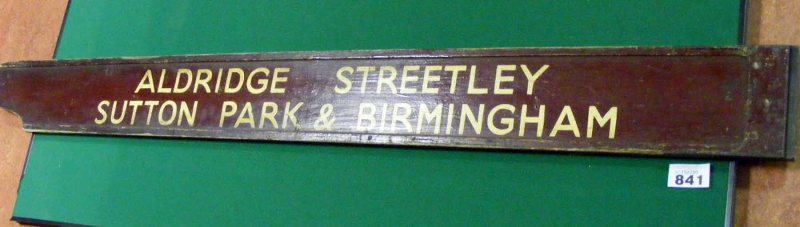 ALDRIDGE STREETLEY
SUTTON PARK & BIRMINGHAM
841